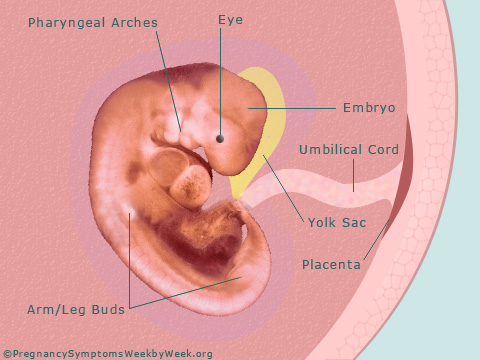 Pharyngeal Arches
Eye
Embryo
Umbilical Cord
Yolk Sac
Placenta
Arm/Leg Buds
©PregnancySymptomsWeekbyWeek.org